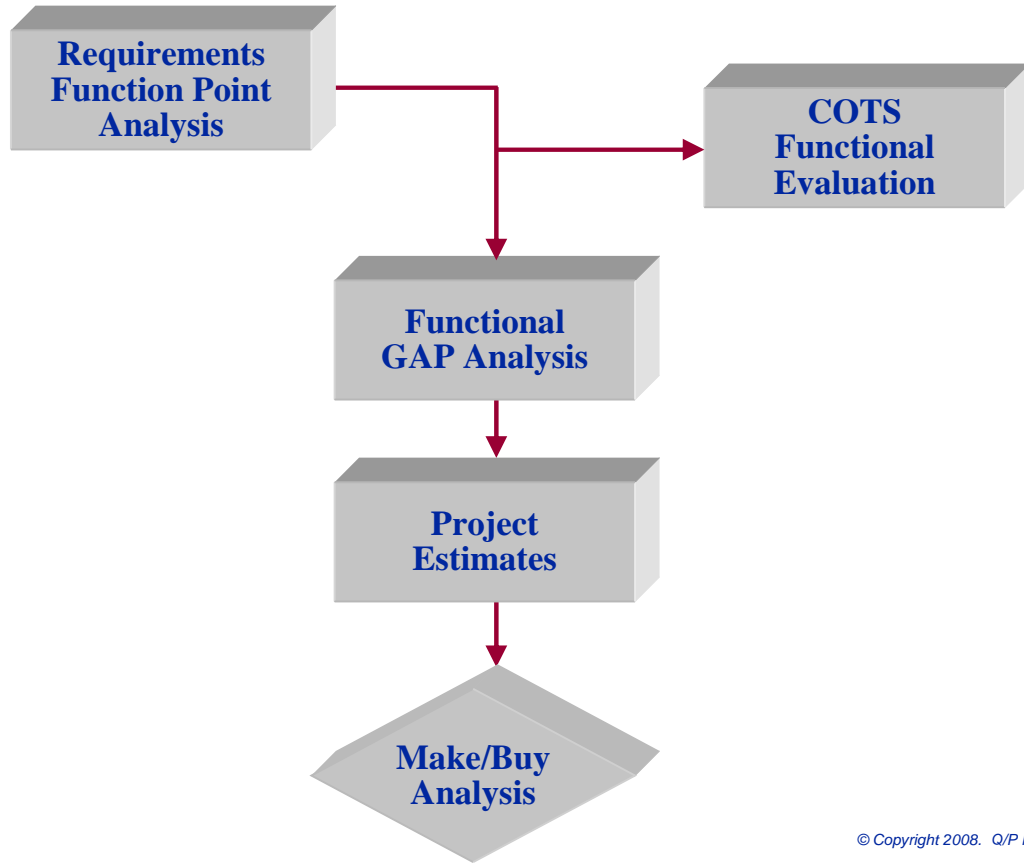 Requirements
Function Point
Analysis
COTS
Functional
Evaluation
Functional
GAP Analysis
Project
Estimates
Make/Buy
Analysis
© Copyright 2008. Q/P